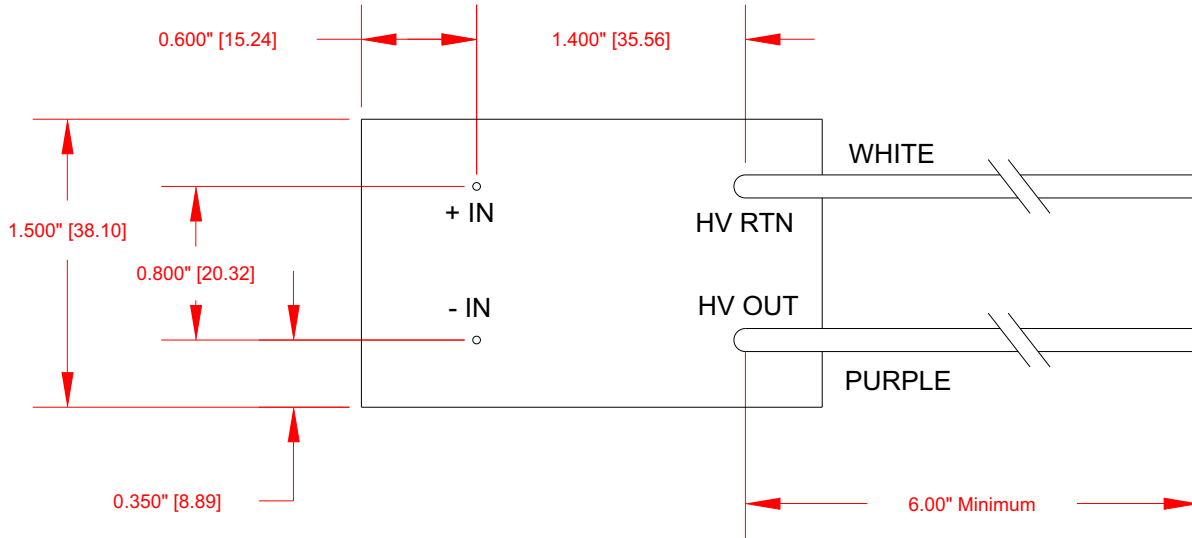 0.600" [15.24]
1.400" [35.56]
WHITE
+ IN
HV RTN
1.500" [38.10]
0.800" [20.32]
- IN
HV OUT
PURPLE
0.350" [8.89]
6.00" Minimum